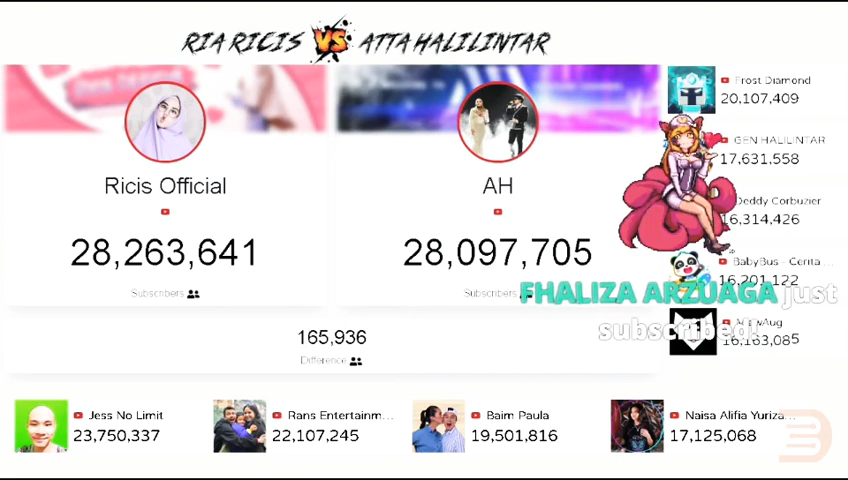 RIA RICIS VS ATTA HALILINTAR
Ricis Official
28,263,641
Subscribers
AH
28,097,705
Subscribers
165,936
Difference
Frost Diamond
20,107,409
GEN HALILINTAR
17,631,558
Deddy Corbuzier
16,314,426
BabyBus - Cerita ...
16,201,122
16,163,085
FHALIZA ARZUAGA just
subscribed!
Jess No Limit
23,750,337
Rans Entertainm...
22,107,245
Baim Paula
19,501,816
Naisa Alifia Yuriza...
17,125,068